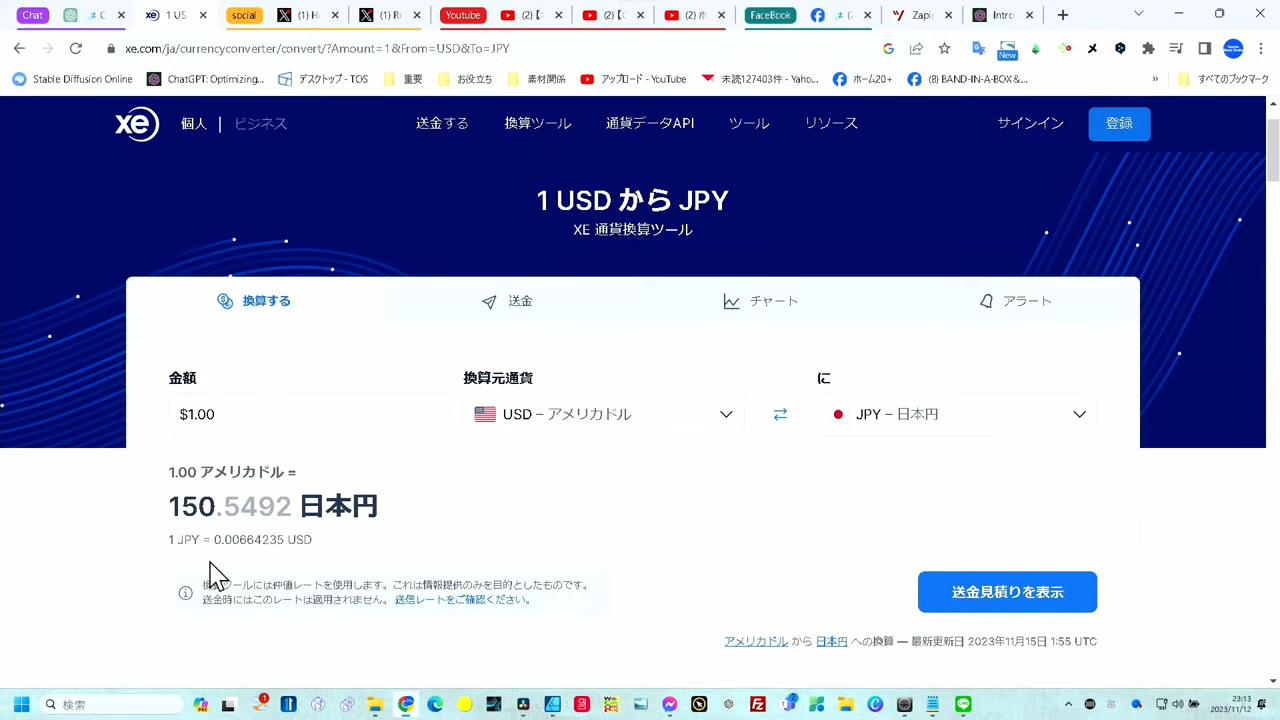 Chat
C
1 US
social
1) H
1) R
Youtube
(2)【
(2)【C
(2) ホ
FaceBook
Zapie
Intro
xe.com/ja/currencyconverter/convert/?Amount=1&From=USD&To=JPY
New
Stable Diffusion Online
ChatGPT: Optimizing...
デスクトップ - TOS
重要
お役立ち
素材関係
アップロード - YouTube
未読127403件 - Yaho...
ホーム20+
(8) BAND-IN-A-BOX&...
»
すべてのブックマーク
xe
個人 | ビジネス
送金する
換算ツール
通貨データAPI
ツール
リソース
サインイン
登録
1 USD から JPY
XE 通貨換算ツール
換算する
送金
チャート
アラート
金額
換算元通貨
に
$1.00
USD – アメリカドル
JPY – 日本円
1.00 アメリカドル =
150.5492 日本円
1 JPY = 0.00664235 USD
ツールには仲値レートを使用します。これは情報提供のみを目的としたものです。
送金時にはこのレートは適用されません。 送信レートをご確認ください。
送金見積りを表示
アメリカドル から 日本円 への換算 — 最新更新日 2023年11月15日 1:55 UTC
検索
23:13
2023/11/12